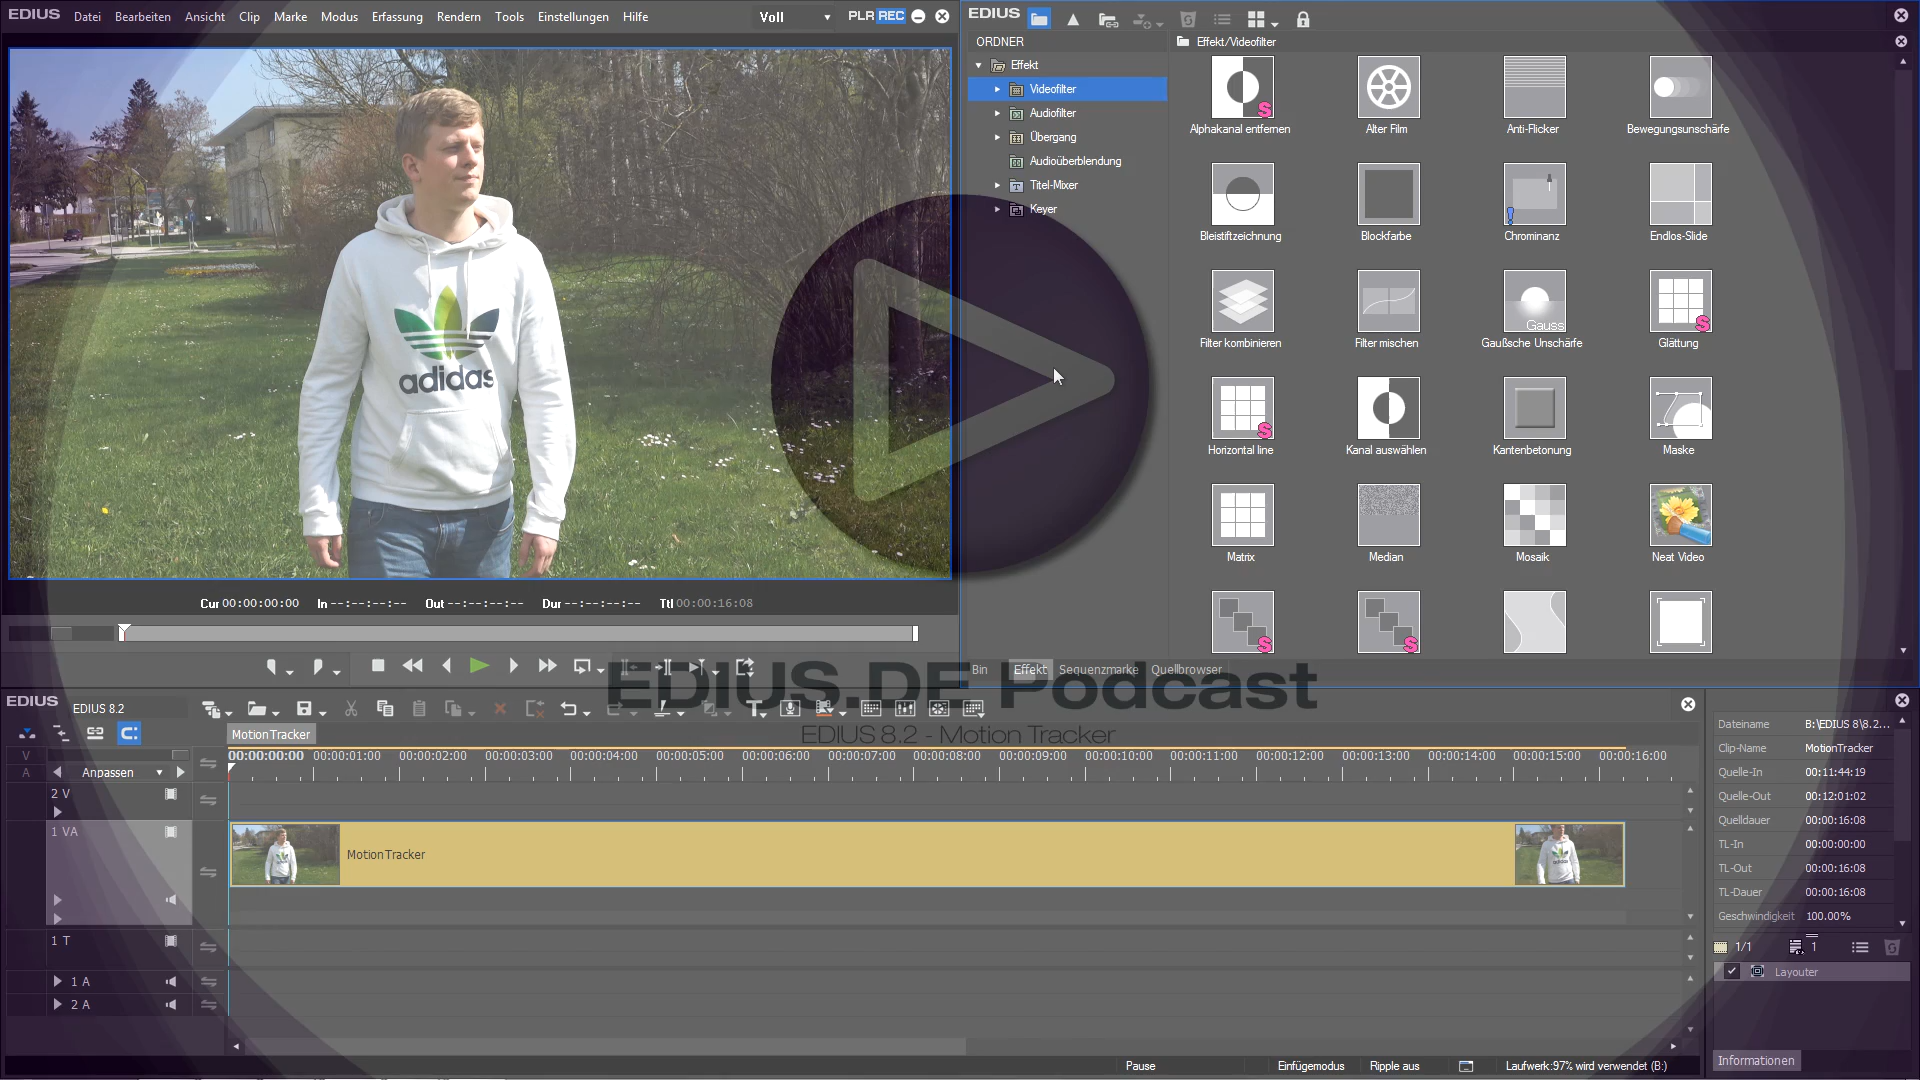 EDIUS Datei Bearbeiten Ansicht Clip Marke Modus Erfassung Rendern Tools Einstellungen Hilfe Voll PLR REC
adidas
Cur 00:00:00:00 In --:--:--:-- Out --:--:--:-- Dur --:--:--:-- Ttl 00:00:16:08
EDIUS
ORDNER
Effekt
Videofilter
Audiofilter
Übergang
Audioüberblendung
Titel-Mixer
Keyer
Effekt/Videofilter
Alphakanal entfernen Alter Film Anti-Flicker Bewegungsunschärfe
Bleistiftzeichnung Blockfarbe Chrominanz Endlos-Slide
Gauss
Filter kombinieren Filter mischen Gaußsche Unschärfe Glättung
Horizontal line Kanal auswählen Kantenbetonung Maske
Matrix Median Mosaik Neat Video
Bin Effekt Sequenzmarke Quellbrowser
EDIUS.DE Podcast
EDIUS 8.2 - Motion Tracker
EDIUS EDIUS 8.2
MotionTracker
V
A Anpassen
00:00:00:00 00:00:01:00 00:00:02:00 00:00:03:00 00:00:04:00 00:00:05:00 00:00:06:00 00:00:07:00 00:00:08:00 00:00:09:00 00:00:10:00 00:00:11:00 00:00:12:00 00:00:13:00 00:00:14:00 00:00:15:00 00:00:16:00
2 V
1 VA
MotionTracker
1 T
1 A
2 A
Dateiname B:\EDIUS 8\8.2...
Clip-Name MotionTracker
Quelle-In 00:11:44:19
Quelle-Out 00:12:01:02
Quelldauer 00:00:16:08
TL-In 00:00:00:00
TL-Out 00:00:16:08
TL-Dauer 00:00:16:08
Geschwindigkeit 100.00%
1/1 1
Layouter
Informationen
Pause Einfügemodus Ripple aus Laufwerk:97% wird verwendet (B:)